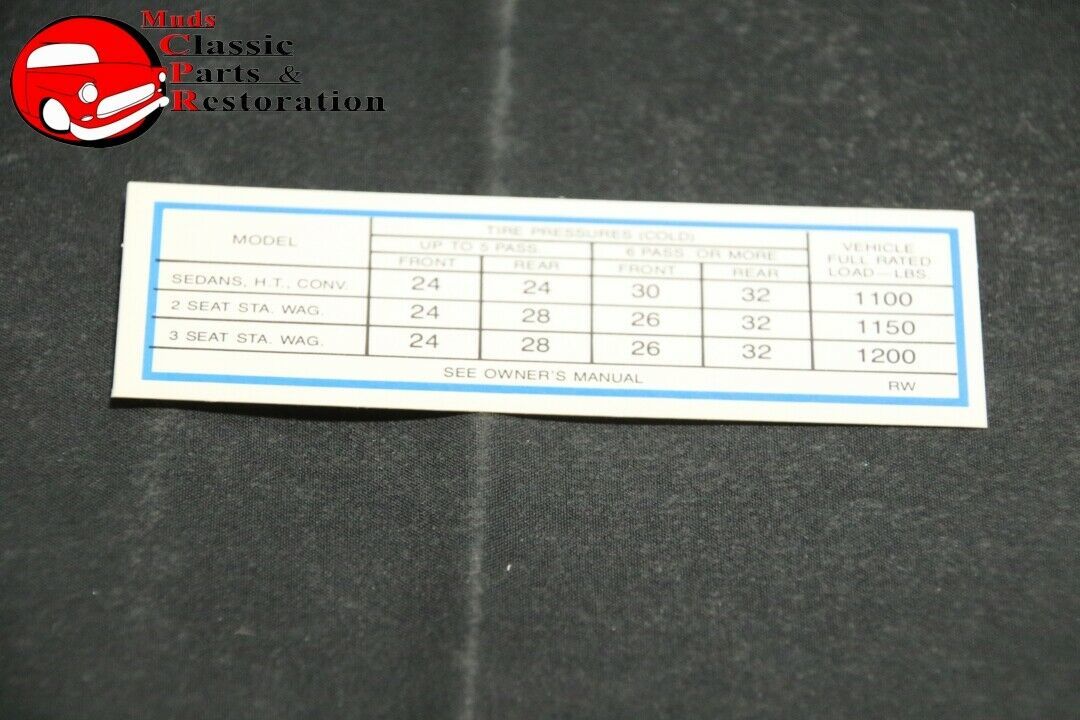 Muds
Classic
Parts &
Restoration
MODEL
TIRE PRESSURES (COLD)
VEHICLE
FULL RATED
LOAD—LBS.
UP TO 5 PASS.
6 PASS. OR MORE
FRONT REAR FRONT REAR
SEDANS, H.T., CONV. 24 24 30 32 1100
2 SEAT STA. WAG. 24 28 26 32 1150
3 SEAT STA. WAG. 24 28 26 32 1200
SEE OWNER'S MANUAL RW